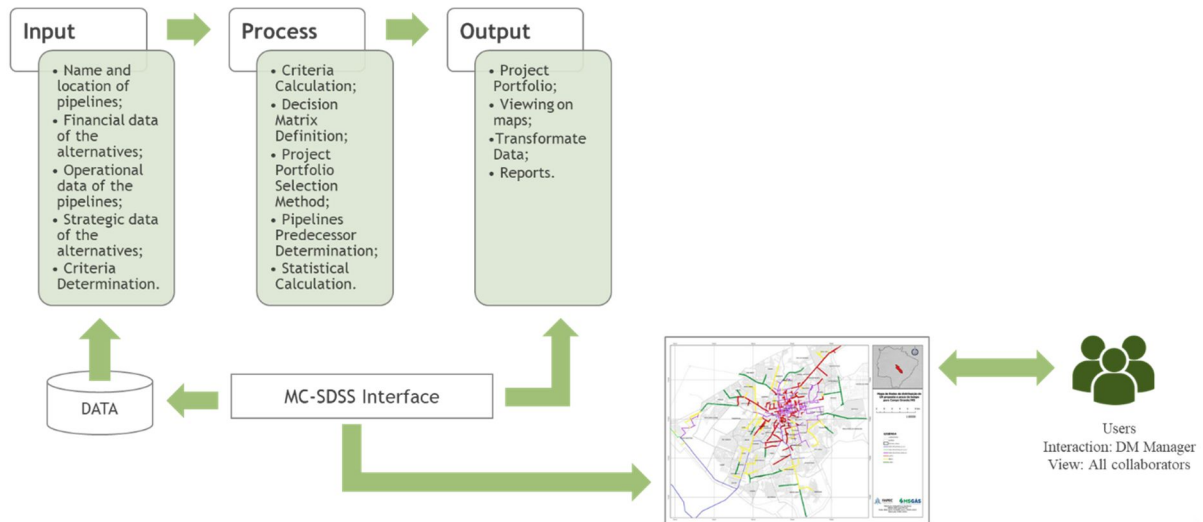 Input
• Name and
location of
pipelines;
• Financial data
of the
alternatives;
• Operational
data of the
pipelines;
• Strategic data
of the
alternatives;
• Criteria
Determination.
Process
• Criteria
Calculation;
• Decision
Matrix
Definition;
• Project
Portfolio
Selection
Method;
• Pipelines
Predecessor
Determination;
• Statistical
Calculation.
Output
• Project
Portfolio;
• Viewing on
maps;
•Transformate
Data;
• Reports.
DATA
MC-SDSS Interface
MSGÁS
Users
Interaction: DM Manager
View: All collaborators